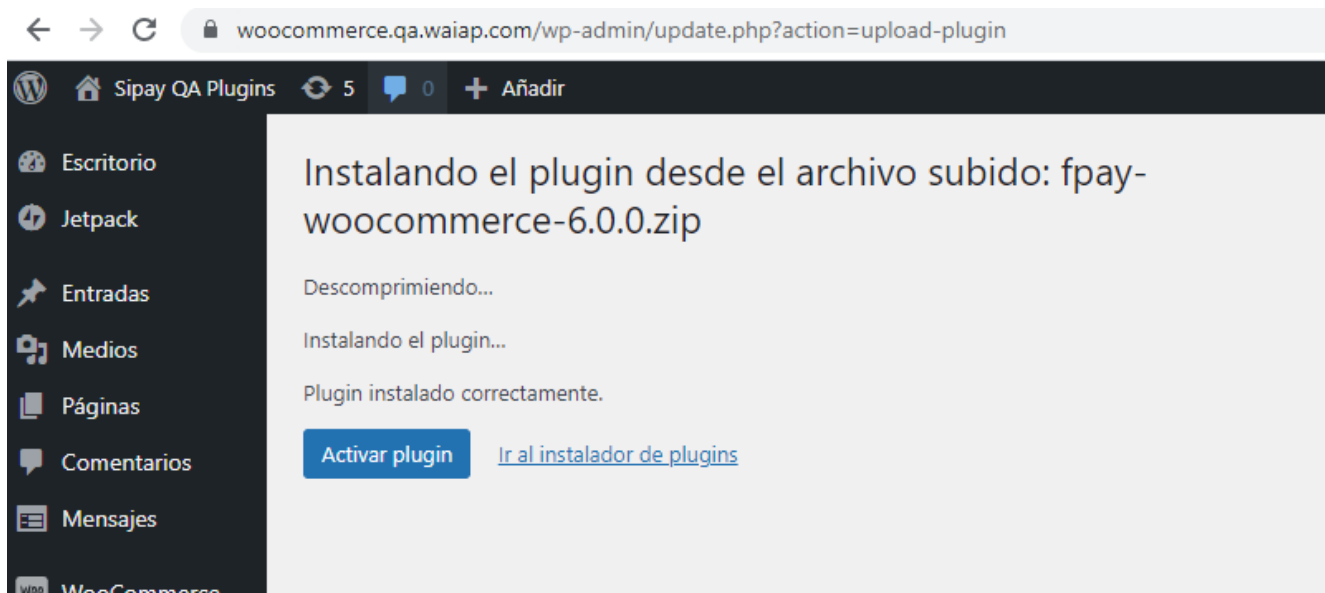 woocommerce.qa.waiap.com/wp-admin/update.php?action=upload-plugin
Sipay QA Plugins 5 0 + Añadir
Escritorio
Jetpack
Entradas
Medios
Páginas
Comentarios
Mensajes
WooCommerce
Instalando el plugin desde el archivo subido: fpay-
woocommerce-6.0.0.zip
Descomprimiendo...
Instalando el plugin...
Plugin instalado correctamente.
Activar plugin Ir al instalador de plugins